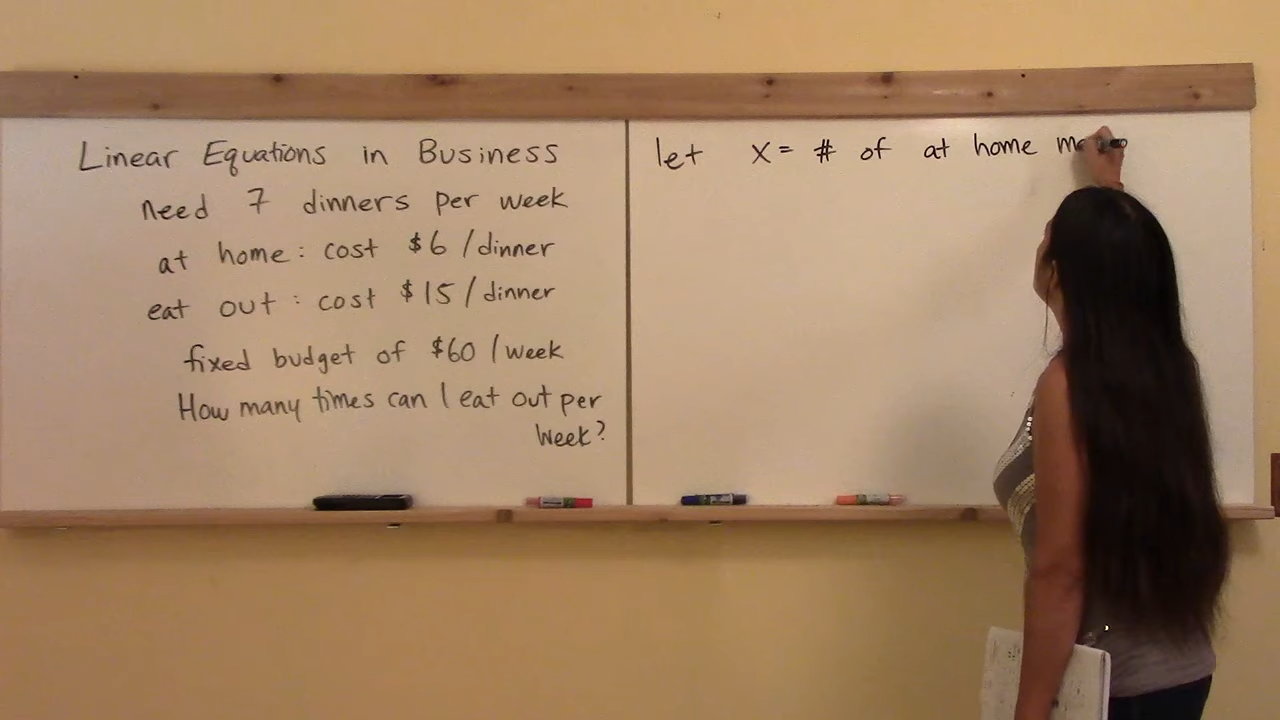 Linear Equations in Business
need 7 dinners per week
at home: cost $6 /dinner
eat out: cost $15/dinner
fixed budget of $60 /week
How many times can I eat out per
week?
let x = # of at home